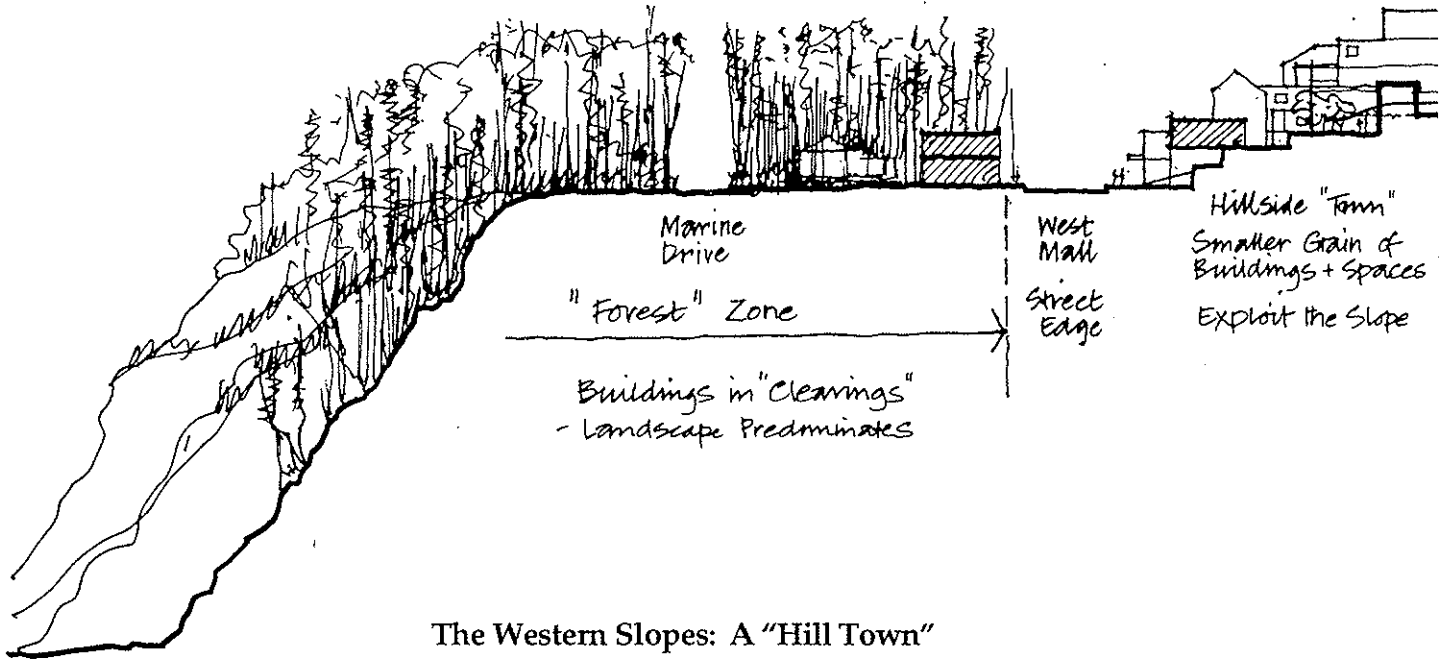 Marine
Drive
West
Mall
Street
Edge
Hillside "Town"
Smaller Grain of
Buildings + Spaces
Exploit the Slope
"Forest" Zone
Buildings in "Clearings"
- Landscape Predominates
The Western Slopes: A "Hill Town"